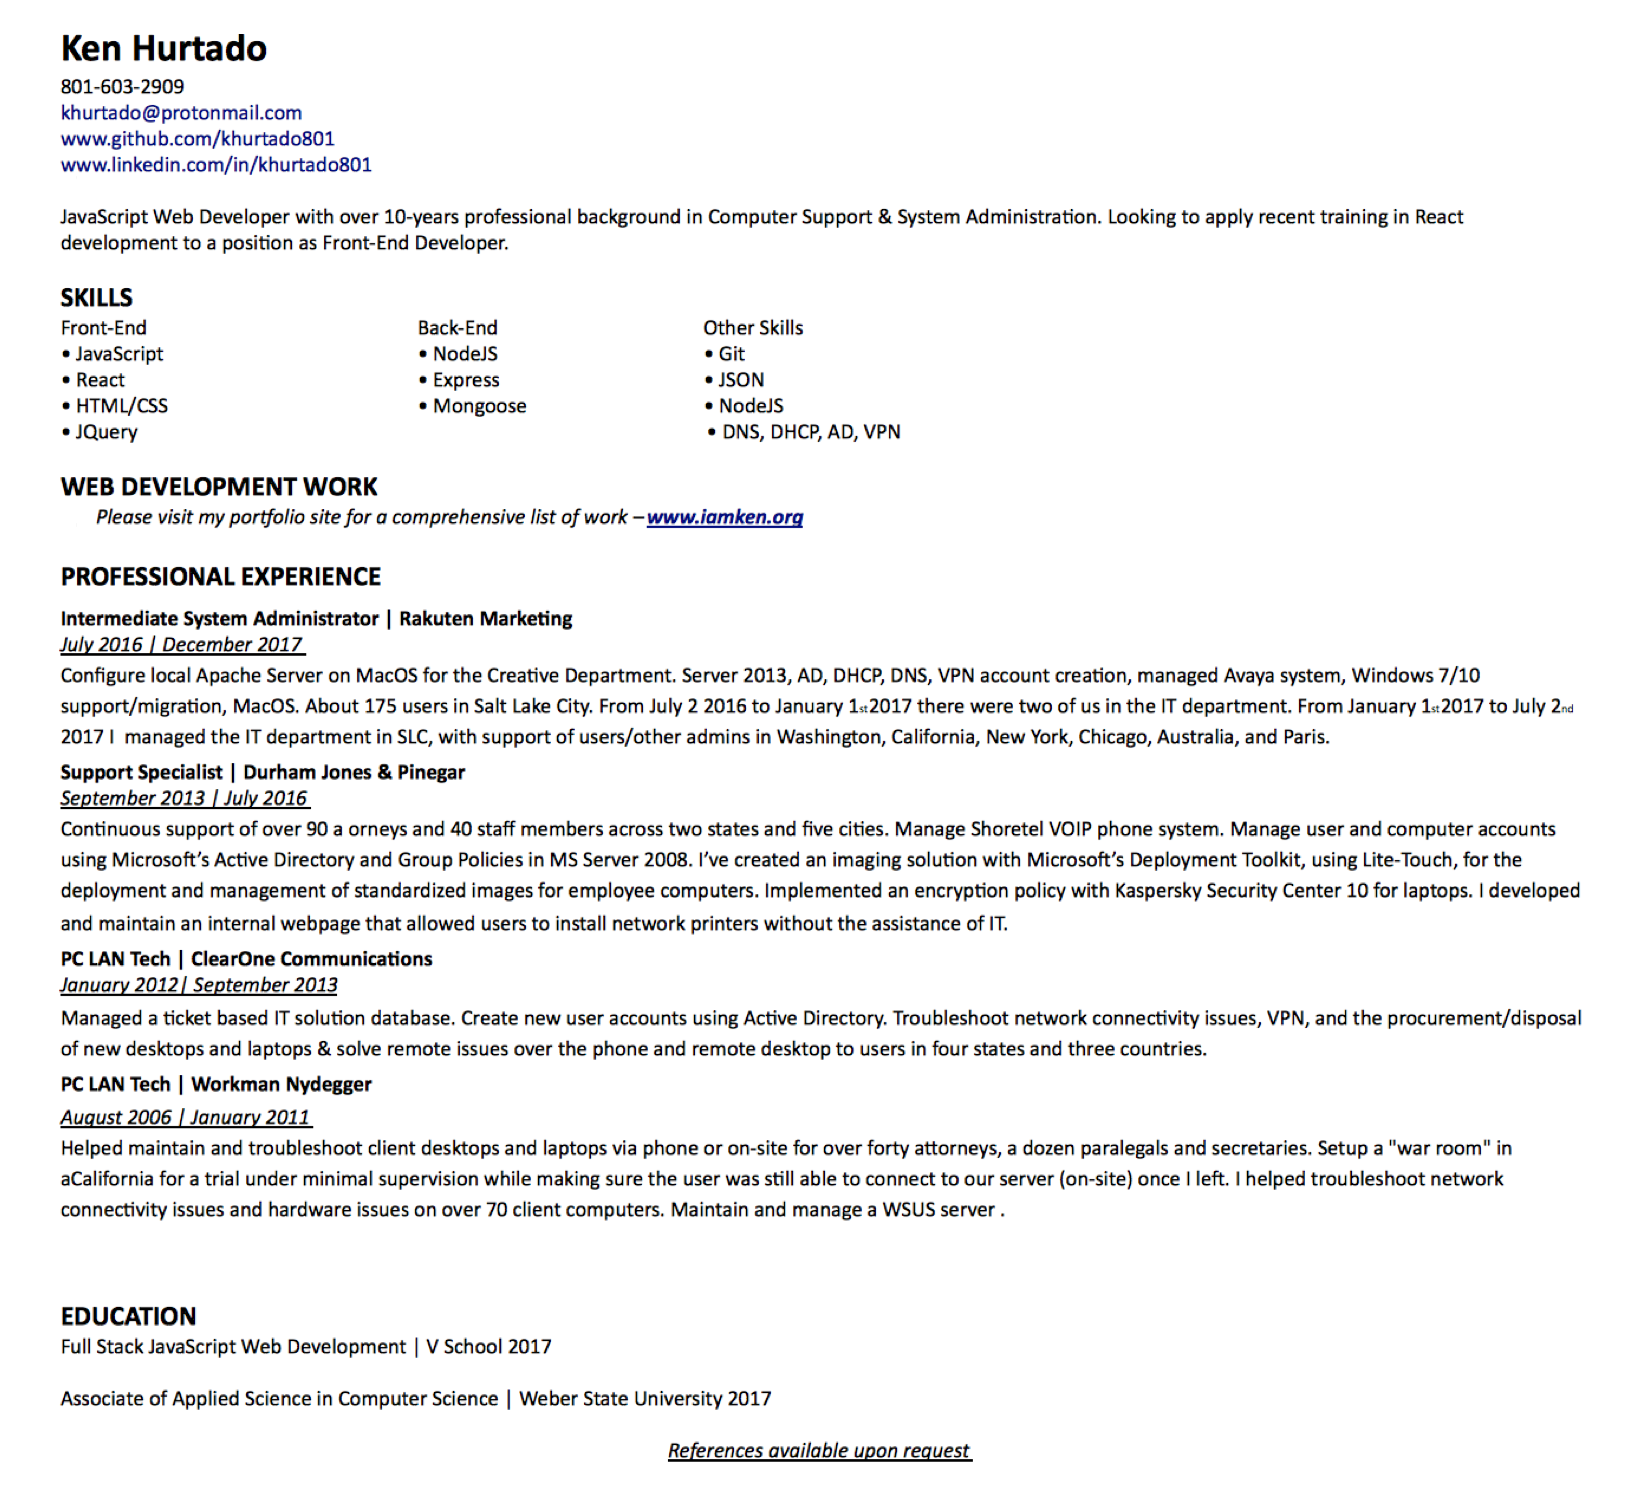 Ken Hurtado
801-603-2909
khurtado@protonmail.com
www.github.com/khurtado801
www.linkedin.com/in/khurtado801
JavaScript Web Developer with over 10-years professional background in Computer Support & System Administration. Looking to apply recent training in React
development to a position as Front-End Developer.
SKILLS
Front-End Back-End Other Skills
• JavaScript • NodeJS • Git
• React • Express • JSON
• HTML/CSS • Mongoose • NodeJS
• JQuery • DNS, DHCP, AD, VPN
WEB DEVELOPMENT WORK
Please visit my portfolio site for a comprehensive list of work – www.iamken.org
PROFESSIONAL EXPERIENCE
Intermediate System Administrator | Rakuten Marketing
July 2016 | December 2017
Configure local Apache Server on MacOS for the Creative Department. Server 2013, AD, DHCP, DNS, VPN account creation, managed Avaya system, Windows 7/10
support/migration, MacOS. About 175 users in Salt Lake City. From July 2 2016 to January 1st 2017 there were two of us in the IT department. From January 1st 2017 to July 2nd
2017 I managed the IT department in SLC, with support of users/other admins in Washington, California, New York, Chicago, Australia, and Paris.
Support Specialist | Durham Jones & Pinegar
September 2013 | July 2016
Continuous support of over 90 a orneys and 40 staff members across two states and five cities. Manage Shoretel VOIP phone system. Manage user and computer accounts
using Microsoft’s Active Directory and Group Policies in MS Server 2008. I’ve created an imaging solution with Microsoft’s Deployment Toolkit, using Lite-Touch, for the
deployment and management of standardized images for employee computers. Implemented an encryption policy with Kaspersky Security Center 10 for laptops. I developed
and maintain an internal webpage that allowed users to install network printers without the assistance of IT.
PC LAN Tech | ClearOne Communications
January 2012| September 2013
Managed a ticket based IT solution database. Create new user accounts using Active Directory. Troubleshoot network connectivity issues, VPN, and the procurement/disposal
of new desktops and laptops & solve remote issues over the phone and remote desktop to users in four states and three countries.
PC LAN Tech | Workman Nydegger
August 2006 | January 2011
Helped maintain and troubleshoot client desktops and laptops via phone or on-site for over forty attorneys, a dozen paralegals and secretaries. Setup a "war room" in
aCalifornia for a trial under minimal supervision while making sure the user was still able to connect to our server (on-site) once I left. I helped troubleshoot network
connectivity issues and hardware issues on over 70 client computers. Maintain and manage a WSUS server .
EDUCATION
Full Stack JavaScript Web Development | V School 2017
Associate of Applied Science in Computer Science | Weber State University 2017
References available upon request